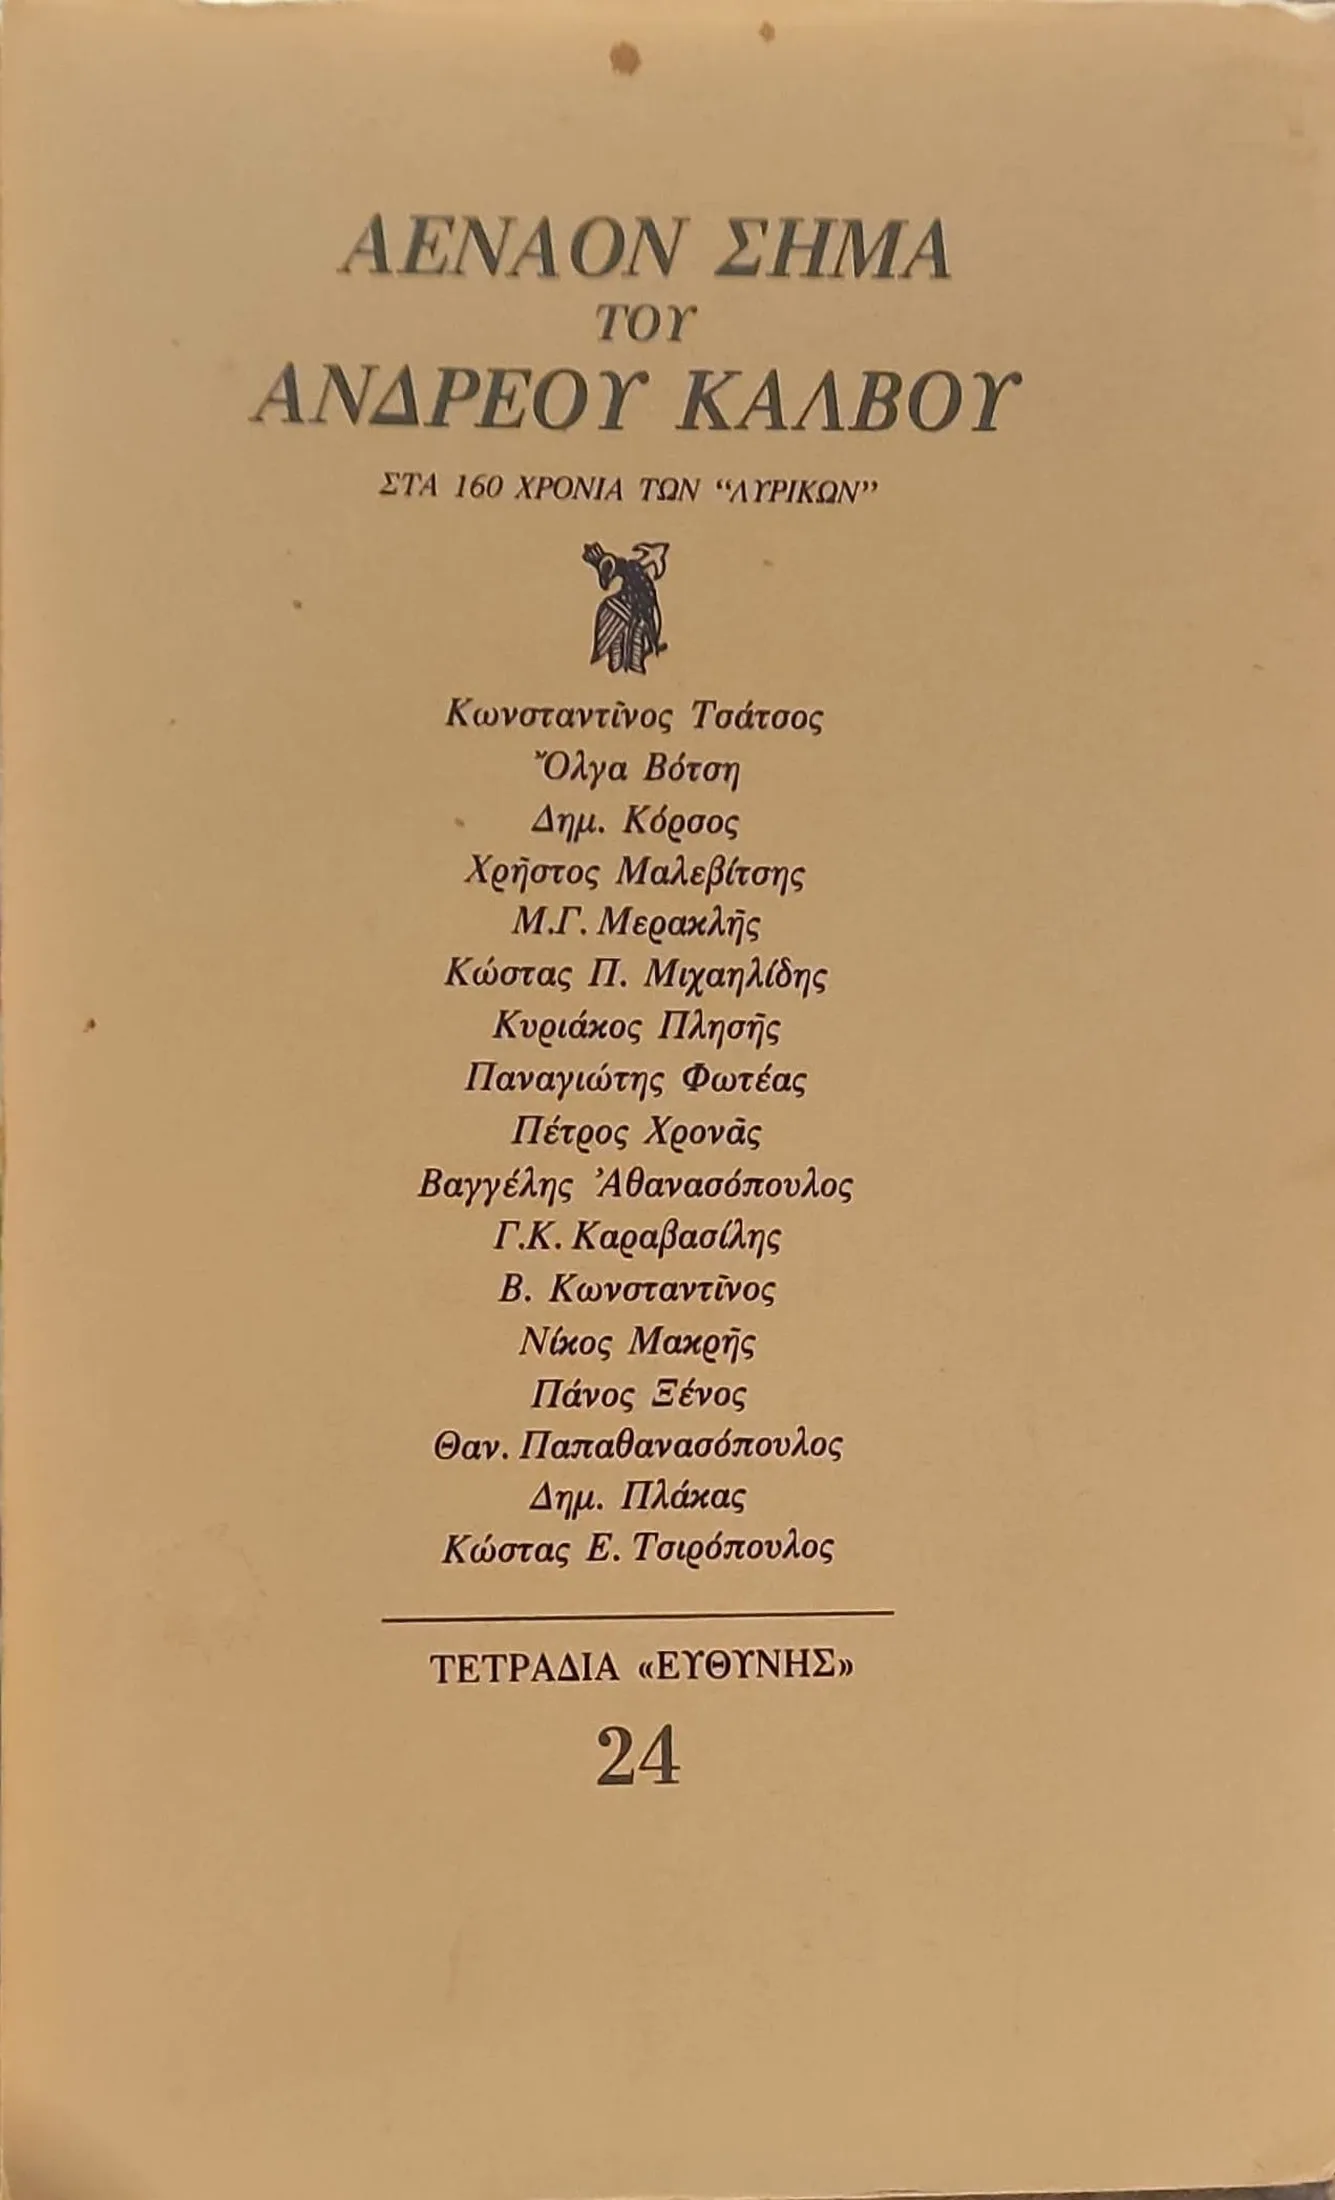 ΑΕΝΑΟΝ ΣΗΜΑ
ΤΟΥ
ΑΝΔΡΕΟΥ ΚΑΛΒΟΥ
ΣΤΑ 160 ΧΡΟΝΙΑ ΤΩΝ “ΛΥΡΙΚΩΝ”
Κωνσταντῖνος Τσάτσος
Ὄλγα Βότση
Δημ. Κόρσος
Χρῆστος Μαλεβίτσης
Μ.Γ. Μερακλῆς
Κώστας Π. Μιχαηλίδης
Κυριάκος Πλησῆς
Παναγιώτης Φωτέας
Πέτρος Χρονᾶς
Βαγγέλης Ἀθανασόπουλος
Γ.Κ. Καραβασίλης
Β. Κωνσταντῖνος
Νίκος Μακρῆς
Πάνος Ξένος
Θαν. Παπαθανασόπουλος
Δημ. Πλάκας
Κώστας Ε. Τσιρόπουλος
ΤΕΤΡΑΔΙΑ «ΕΥΘΥΝΗΣ»
24